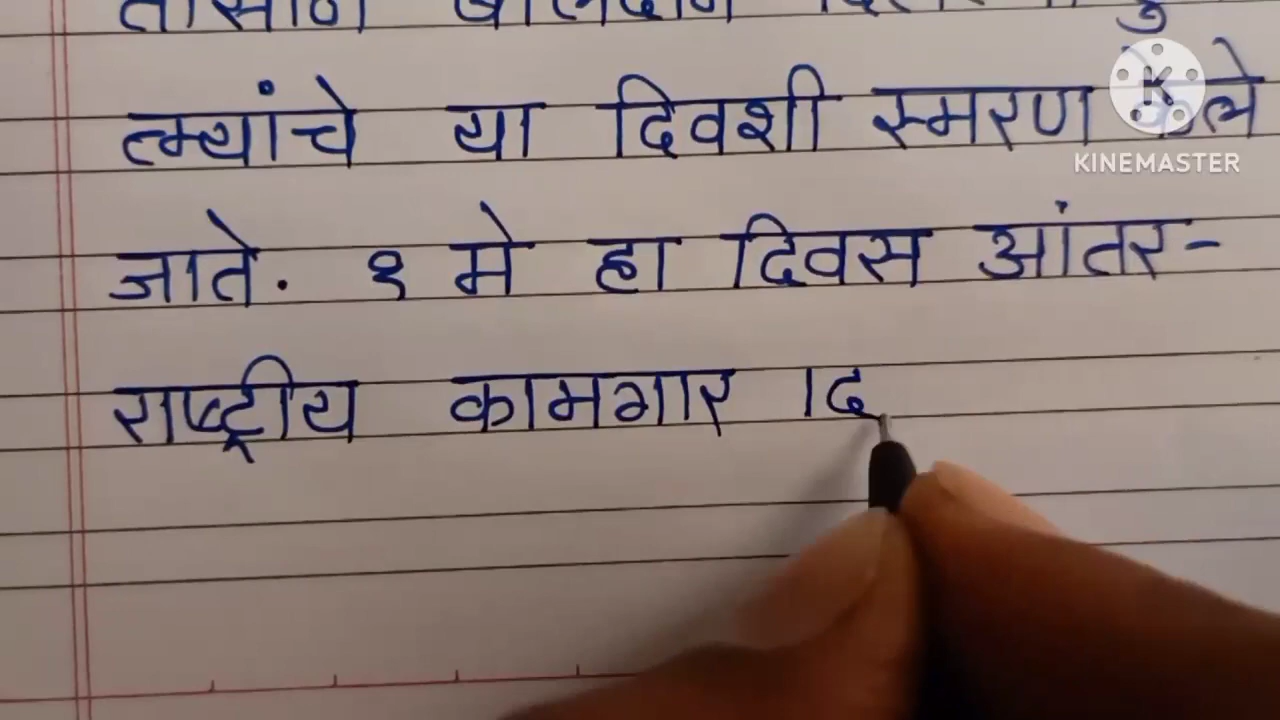 त्म्यांचे या दिवशी स्मरण केले
KINEMASTER
जाते. १ मे हा दिवस आंतर-
राष्ट्रीय कामगार ।द